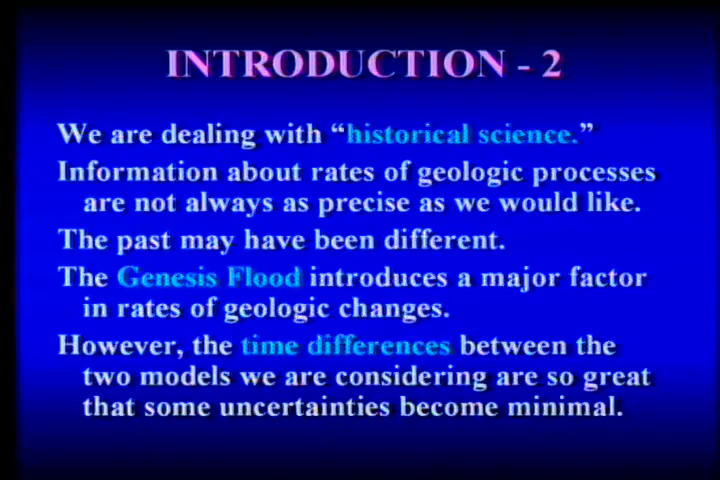 INTRODUCTION - 2
We are dealing with “historical science.”
Information about rates of geologic processes
are not always as precise as we would like.
The past may have been different.
The Genesis Flood introduces a major factor
in rates of geologic changes.
However, the time differences between the
two models we are considering are so great
that some uncertainties become minimal.